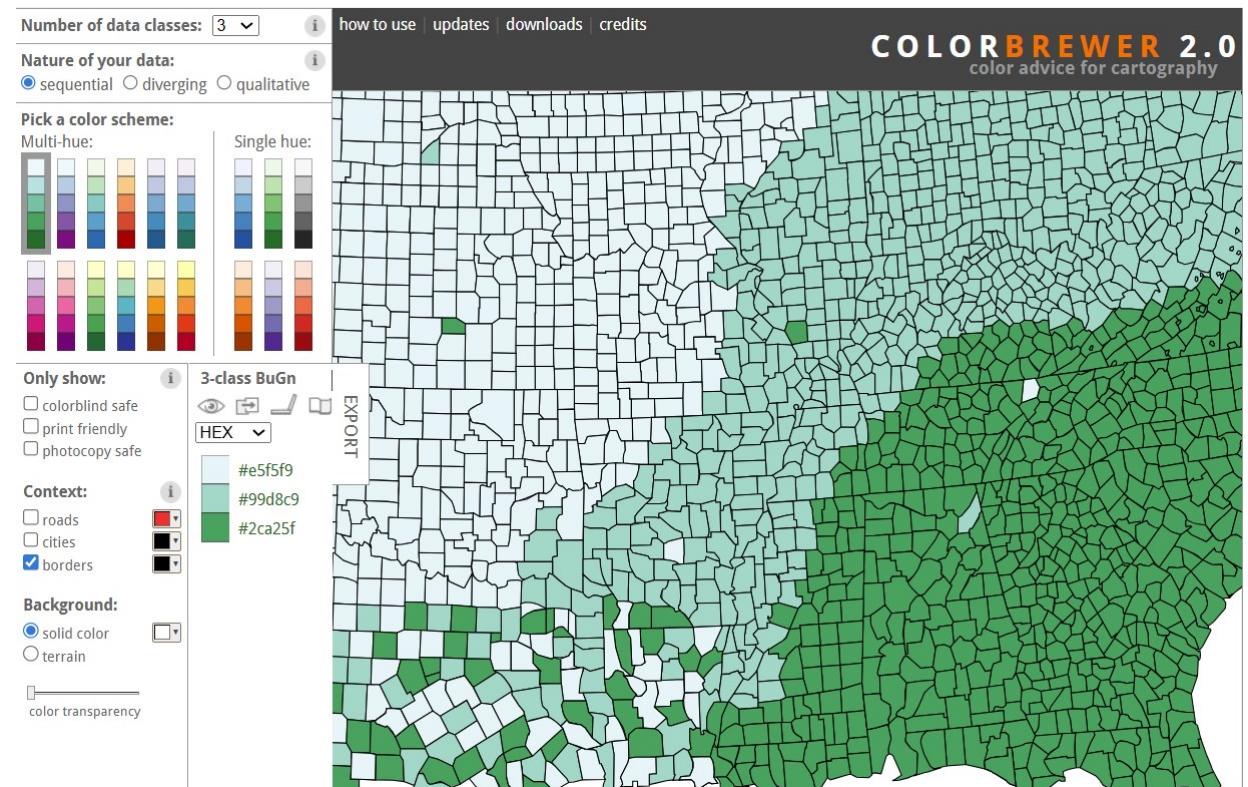 Number of data classes: 3 i
how to use | updates | downloads | credits
COLORBREWER 2.0
color advice for cartography
Nature of your data: i
sequential diverging qualitative
Pick a color scheme:
Multi-hue: Single hue:
Only show: i
colorblind safe
print friendly
photocopy safe
Context: i
roads
cities
borders
Background:
solid color
terrain
color transparency
3-class BuGn
HEX
#e5f5f9
#99d8c9
#2ca25f
EXPORT